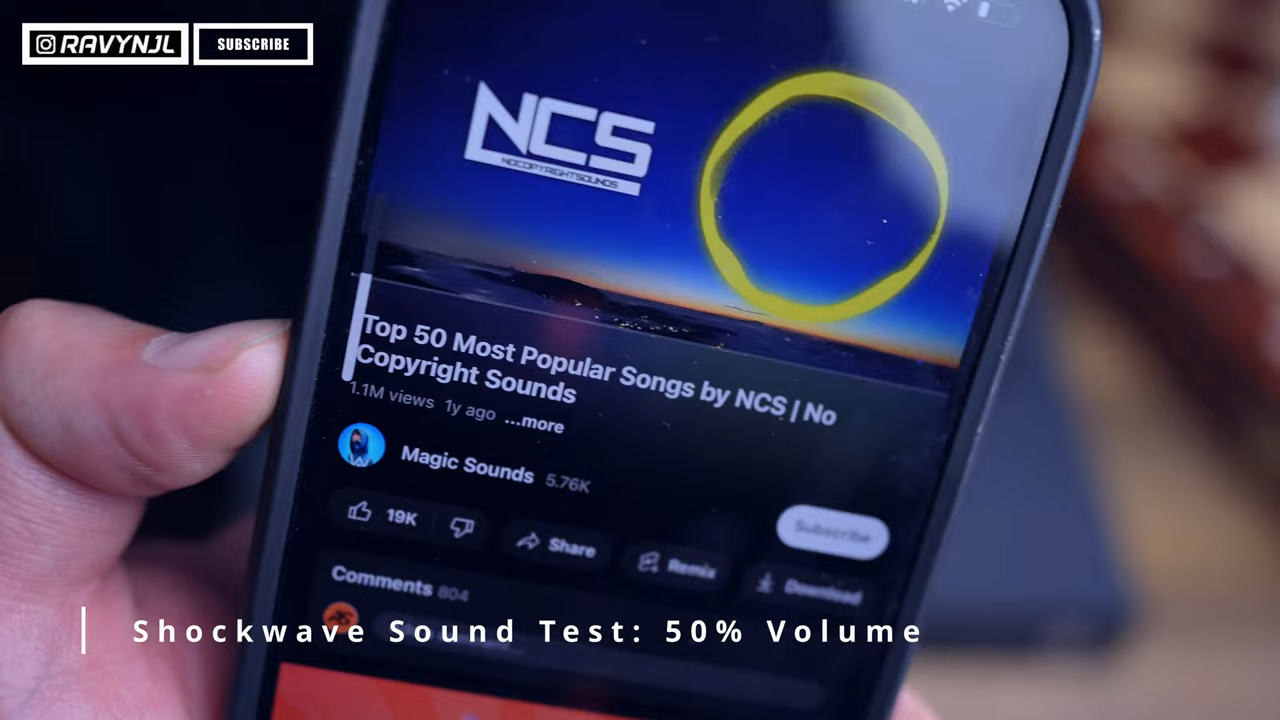 RAVYNJL
SUBSCRIBE
NCS
NOCOPYRIGHTSOUNDS
Top 50 Most Popular Songs by NCS | No
Copyright Sounds
1.1M views 1y ago ...more
Magic Sounds 5.76K
Subscribe
19K
Share
Remix
Download
Comments 804
Shockwave Sound Test: 50% Volume